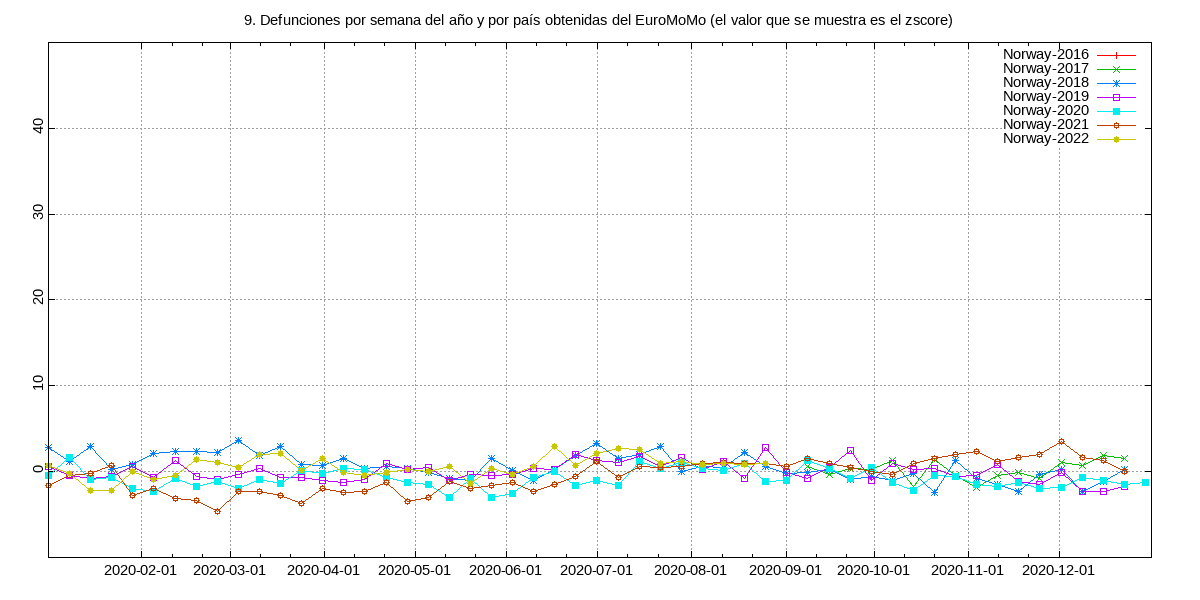 9. Defunciones por semana del año y por país obtenidas del EuroMoMo (el valor que se muestra es el zscore)
Norway-2016
Norway-2017
Norway-2018
Norway-2019
Norway-2020
Norway-2021
Norway-2022
40
30
20
10
0
2020-02-01 2020-03-01 2020-04-01 2020-05-01 2020-06-01 2020-07-01 2020-08-01 2020-09-01 2020-10-01 2020-11-01 2020-12-01